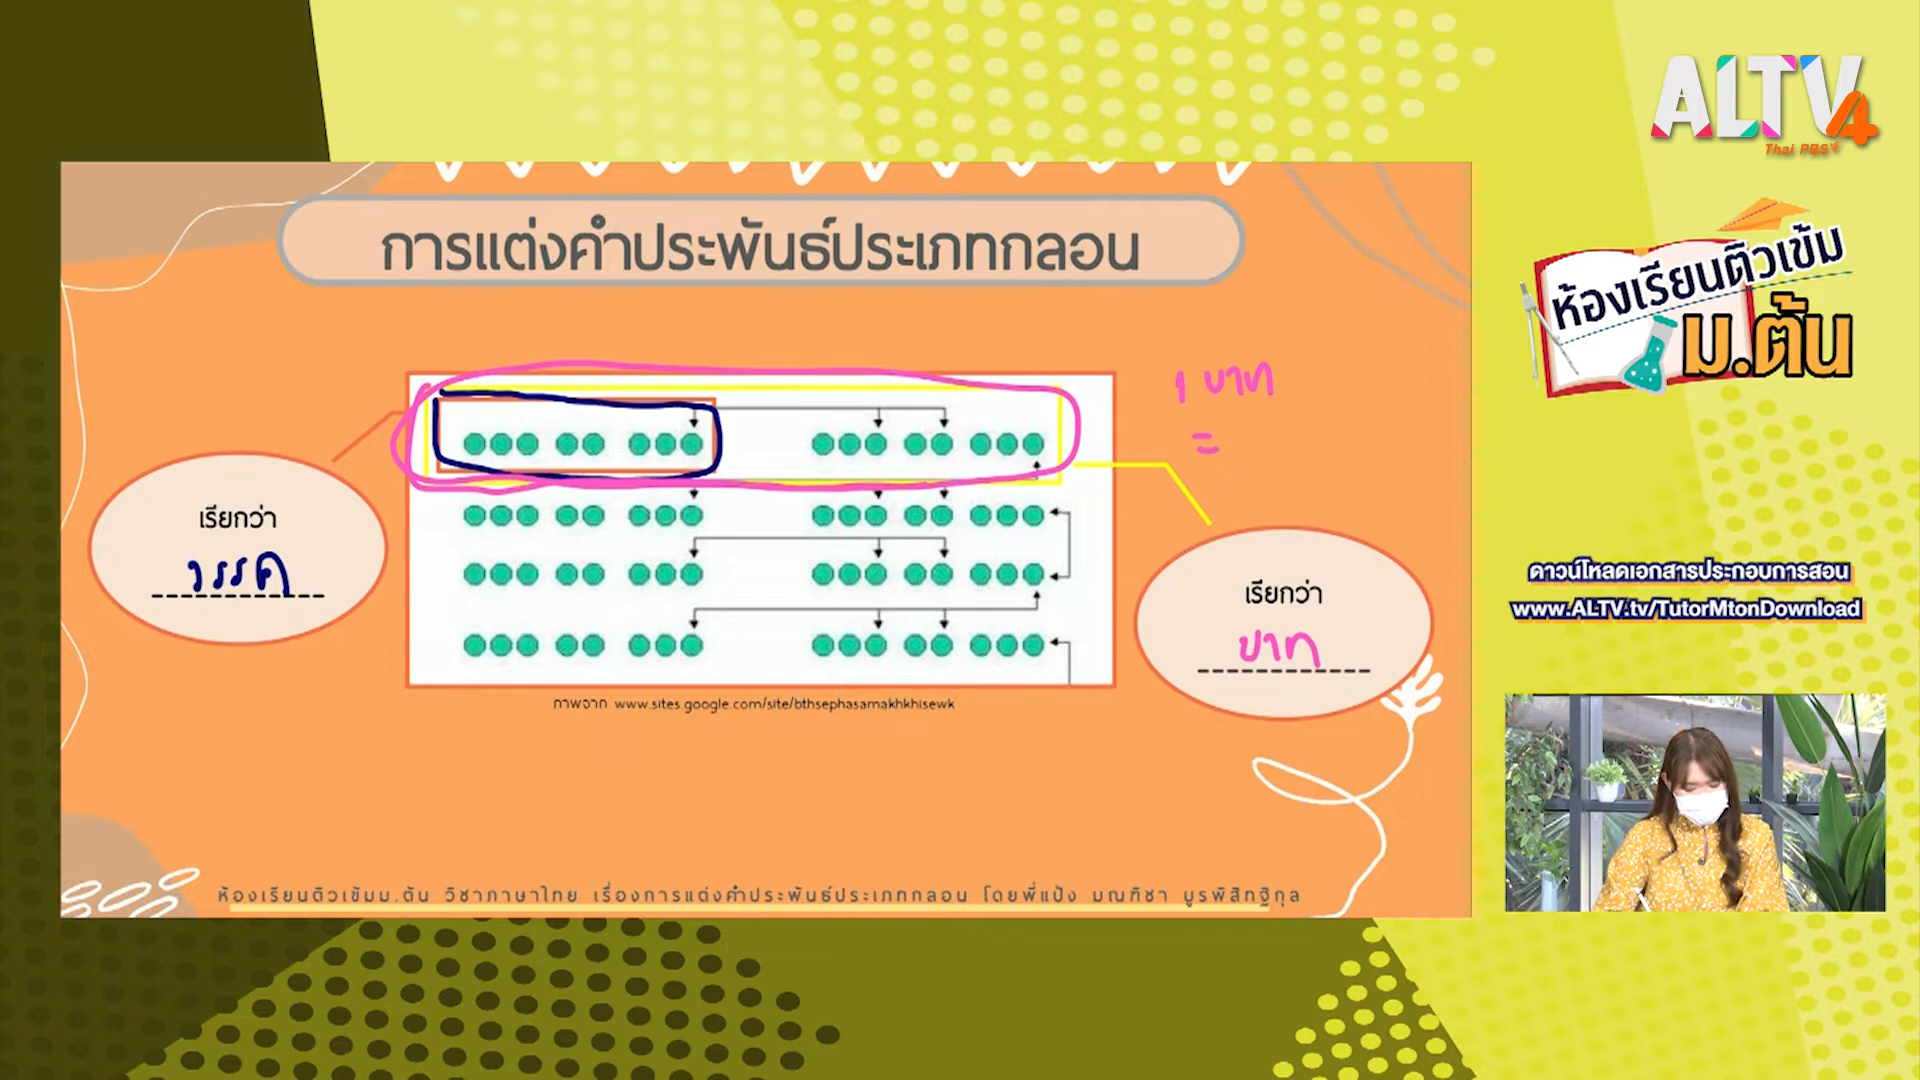 ALTV4
Thai PBS
ห้องเรียนติวเข้ม
ม.ต้น
การแต่งคำประพันธ์ประเภทกลอน
1 บาท
=
เรียกว่า
วรรค
เรียกว่า
บาท
ภาพจาก www.sites.google.com/site/bthsephasamakhkhisewk
ดาวน์โหลดเอกสารประกอบการสอน
www.ALTV.tv/TutorMtonDownload
ห้องเรียนติวเข้มม.ต้น วิชาภาษาไทย เรื่องการแต่งคำประพันธ์ประเภทกลอน โดยพี่แป้ง มณฑิชา บูรพิสิทฐิกุล